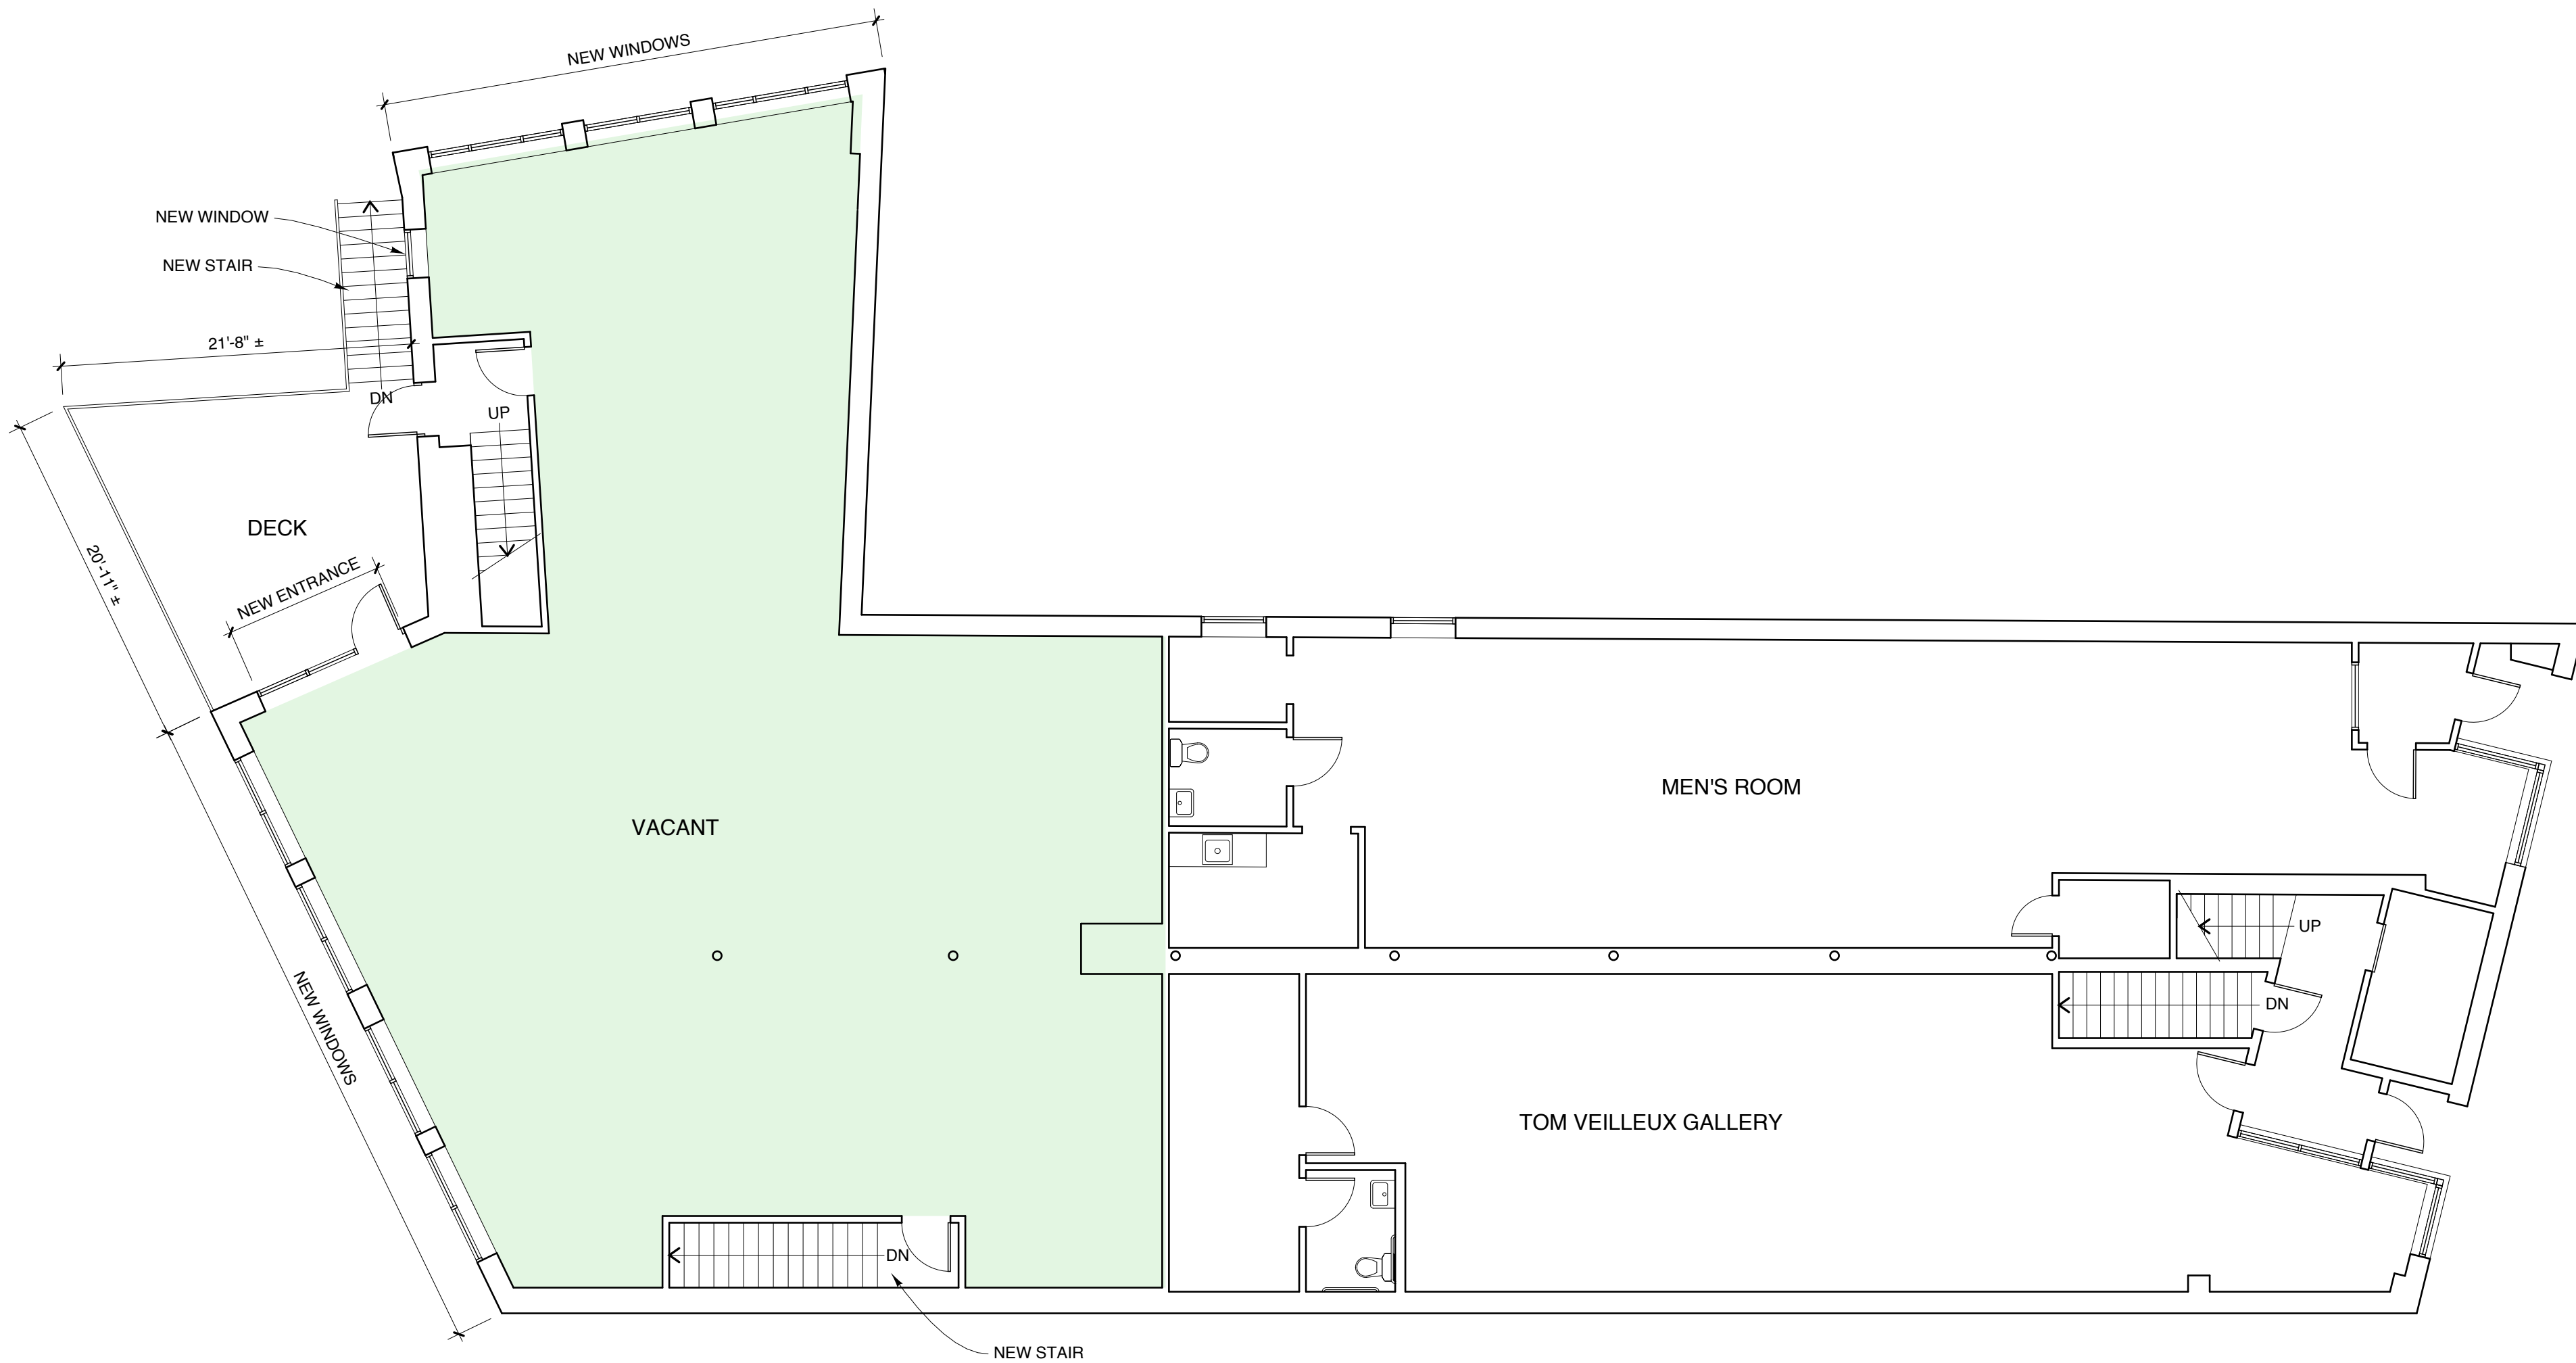 NEW WINDOWS
NEW WINDOW
NEW STAIR
21'-8" ±
DN
UP
DECK
20'-11" ±
NEW ENTRANCE
MEN'S ROOM
VACANT
UP
DN
NEW WINDOWS
TOM VEILLEUX GALLERY
DN
NEW STAIR